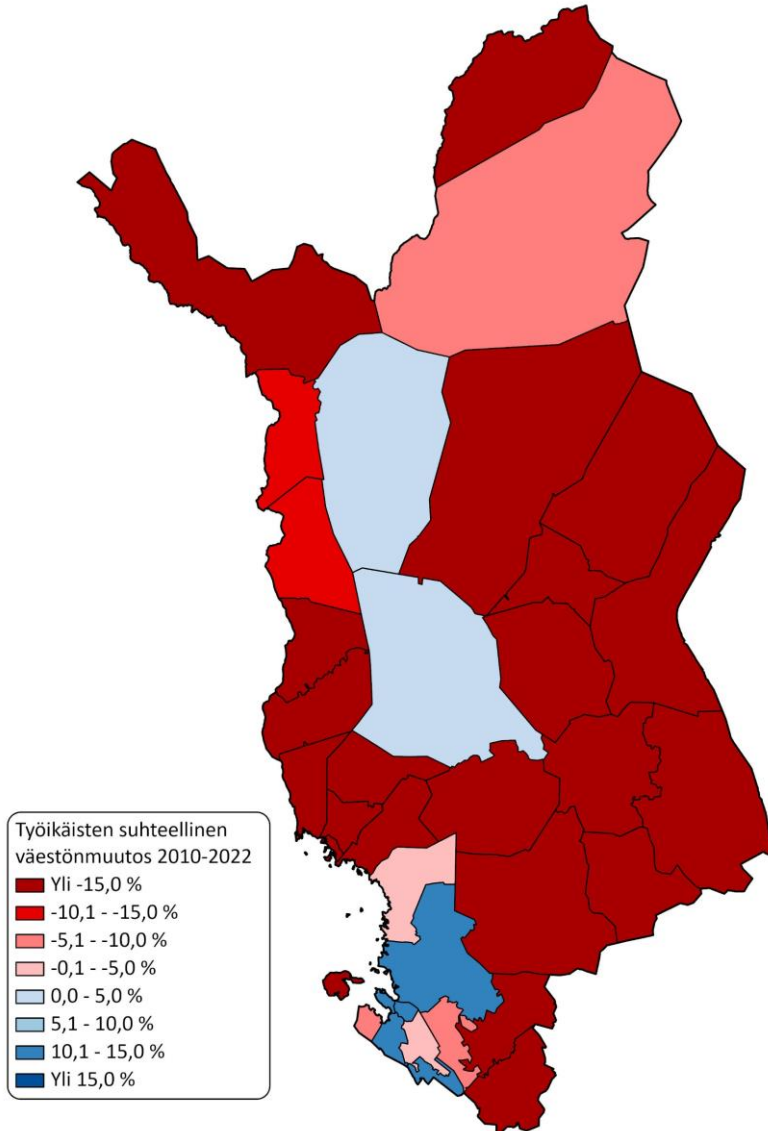 Työikäisten suhteellinen
väestönmuutos 2010-2022
Yli -15,0 %
-10,1 - -15,0 %
-5,1 - -10,0 %
-0,1 - -5,0 %
0,0 - 5,0 %
5,1 - 10,0 %
10,1 - 15,0 %
Yli 15,0 %